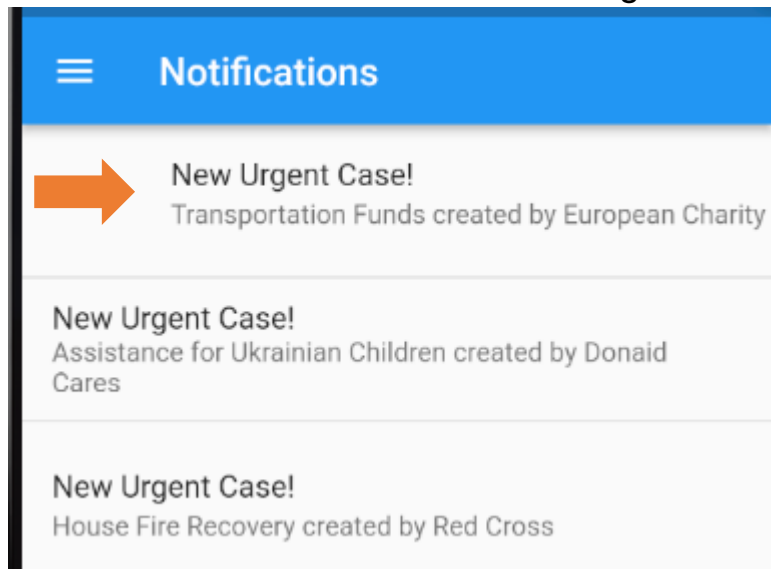 Notifications
New Urgent Case!
Transportation Funds created by European Charity
New Urgent Case!
Assistance for Ukrainian Children created by Donaid
Cares
New Urgent Case!
House Fire Recovery created by Red Cross